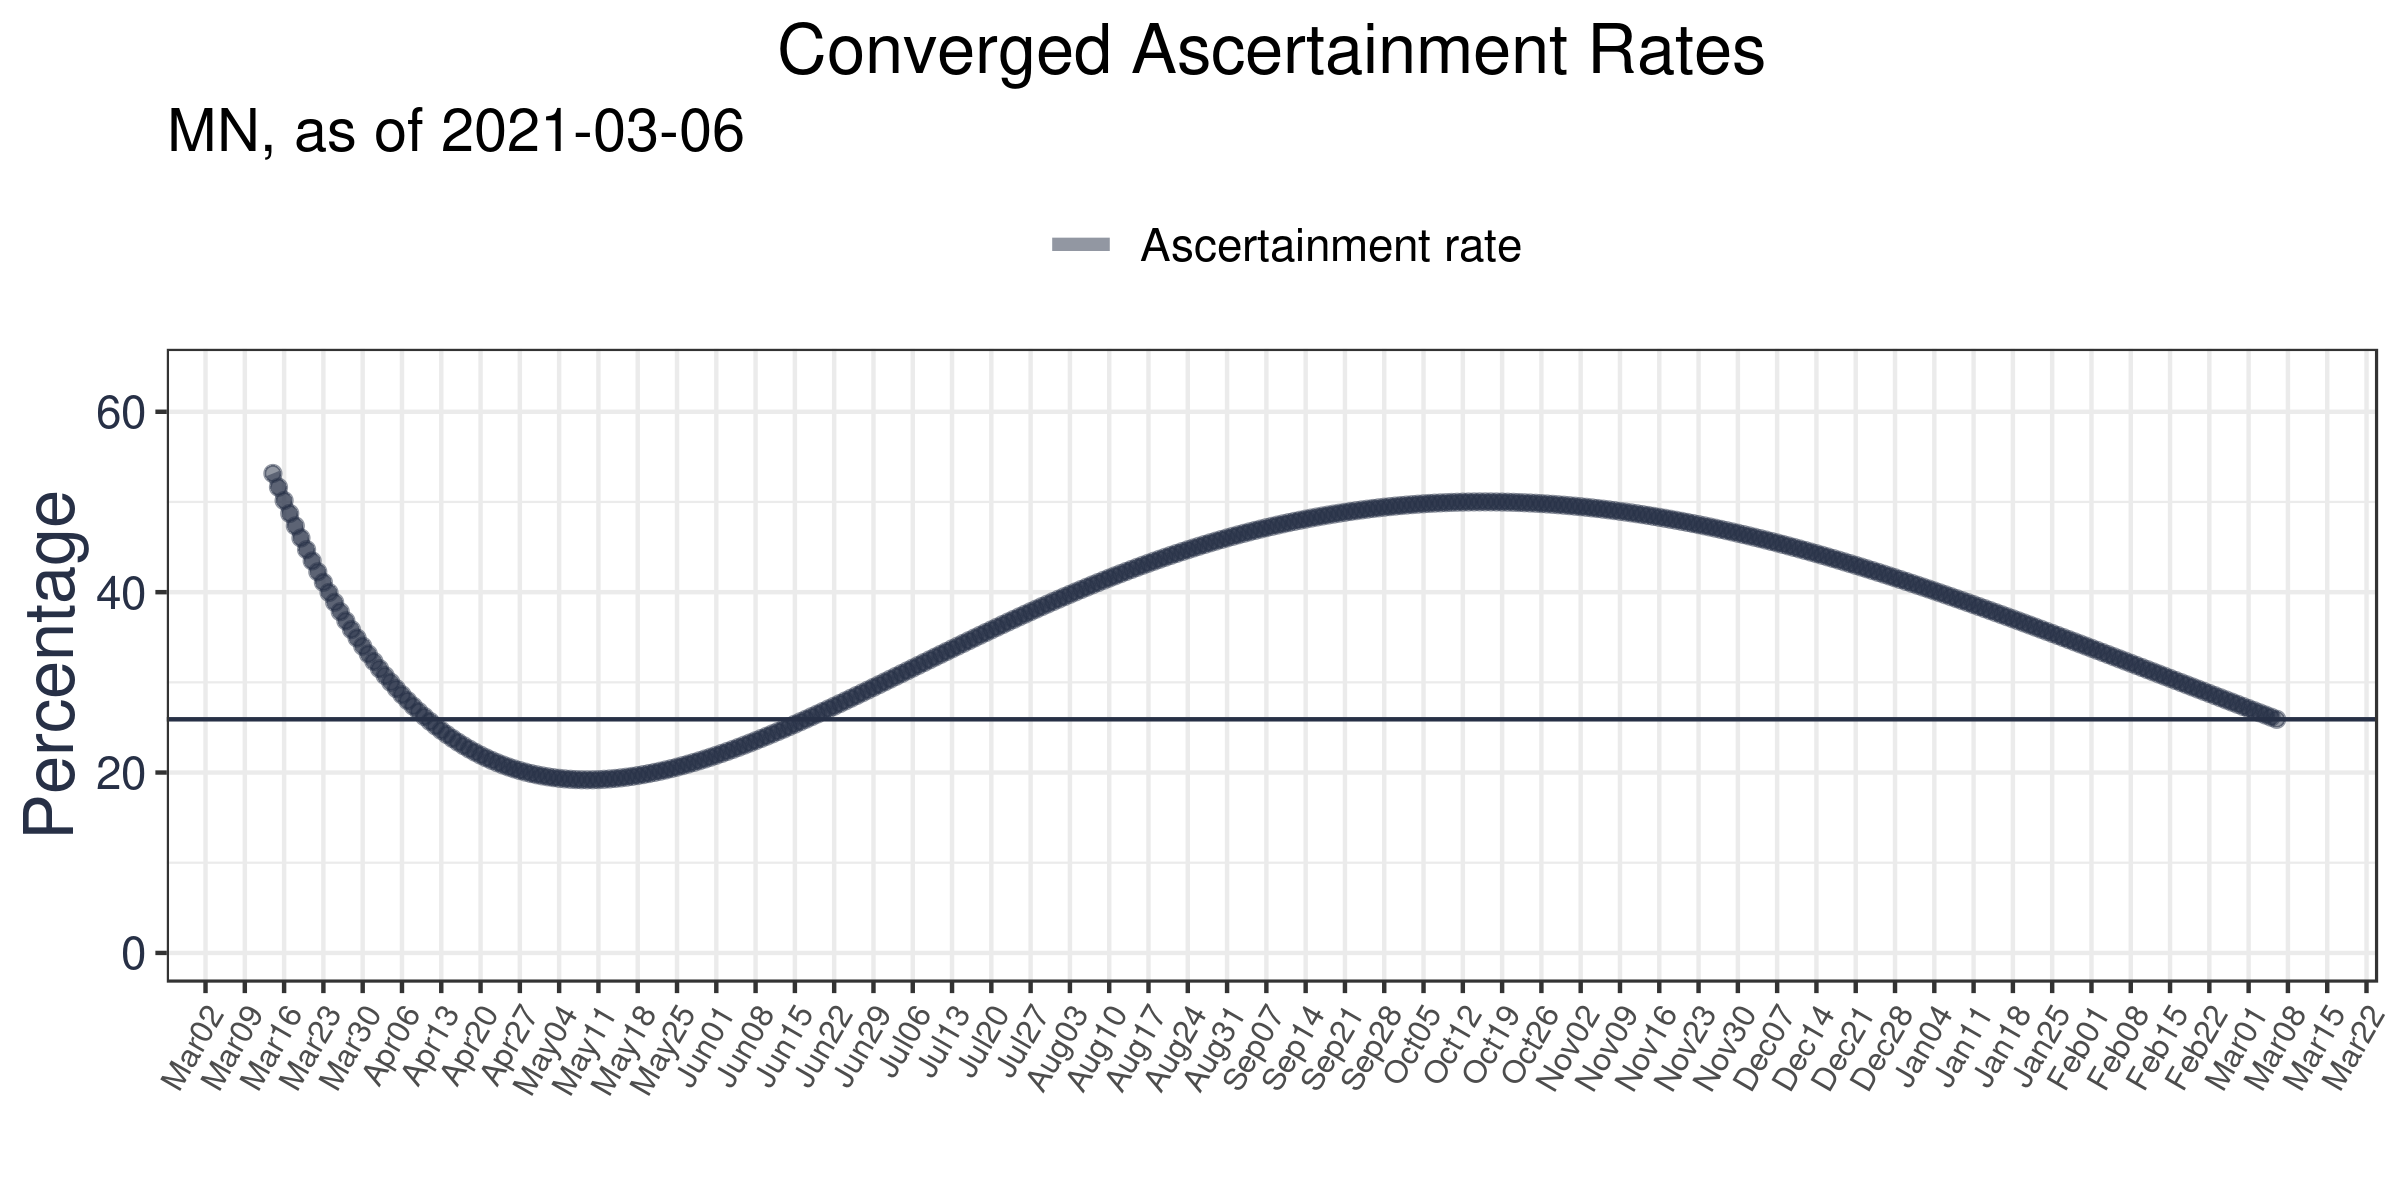 Converged Ascertainment Rates
MN, as of 2021-03-06
Ascertainment rate
Percentage
60
40
20
0
Mar02 Mar09 Mar16 Mar23 Mar30 Apr06 Apr13 Apr20 Apr27 May04 May11 May18 May25 Jun01 Jun08 Jun15 Jun22 Jun29 Jul06 Jul13 Jul20 Jul27 Aug03 Aug10 Aug17 Aug24 Aug31 Sep07 Sep14 Sep21 Sep28 Oct05 Oct12 Oct19 Oct26 Nov02 Nov09 Nov16 Nov23 Nov30 Dec07 Dec14 Dec21 Dec28 Jan04 Jan11 Jan18 Jan25 Feb01 Feb08 Feb15 Feb22 Mar01 Mar08 Mar15 Mar22